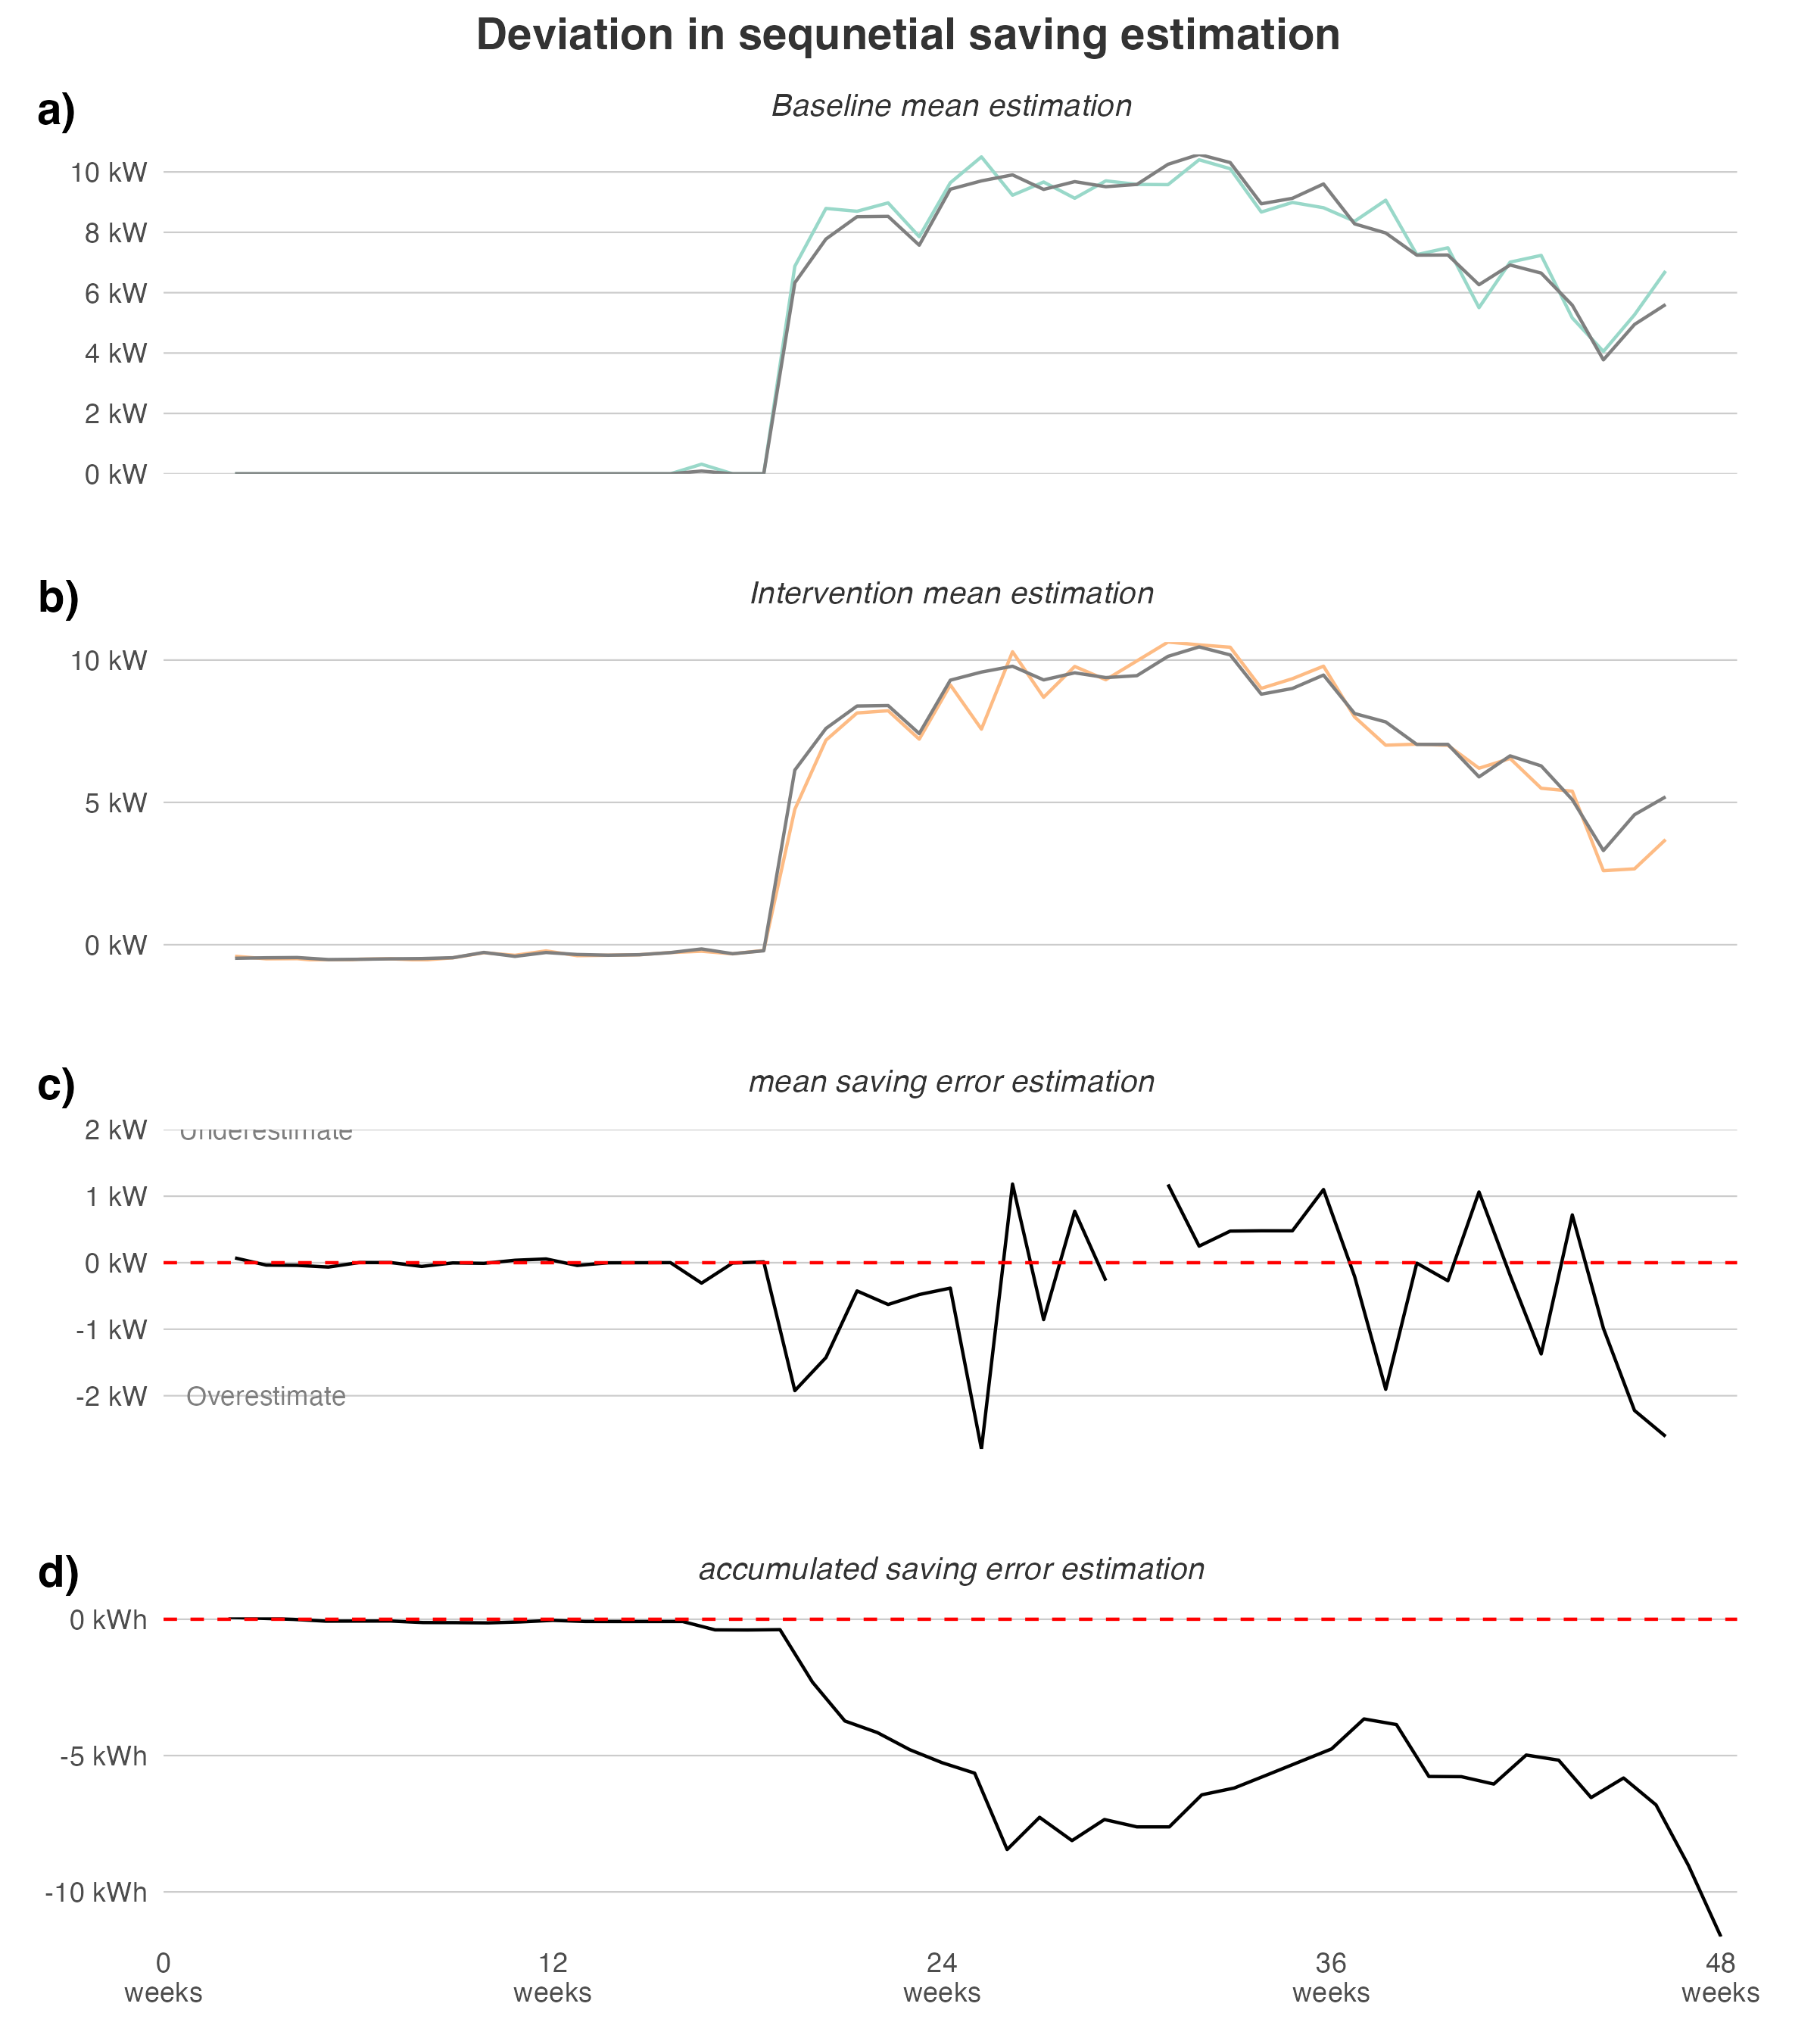 Deviation in sequnetial saving estimation
a)
Baseline mean estimation
10 kW
8 kW
6 kW
4 kW
2 kW
0 kW
b)
Intervention mean estimation
10 kW
5 kW
0 kW
c)
mean saving error estimation
2 kW
Underestimate
1 kW
0 kW
-1 kW
-2 kW
Overestimate
d)
accumulated saving error estimation
0 kWh
-5 kWh
-10 kWh
0 12 24 36 48
weeks weeks weeks weeks weeks